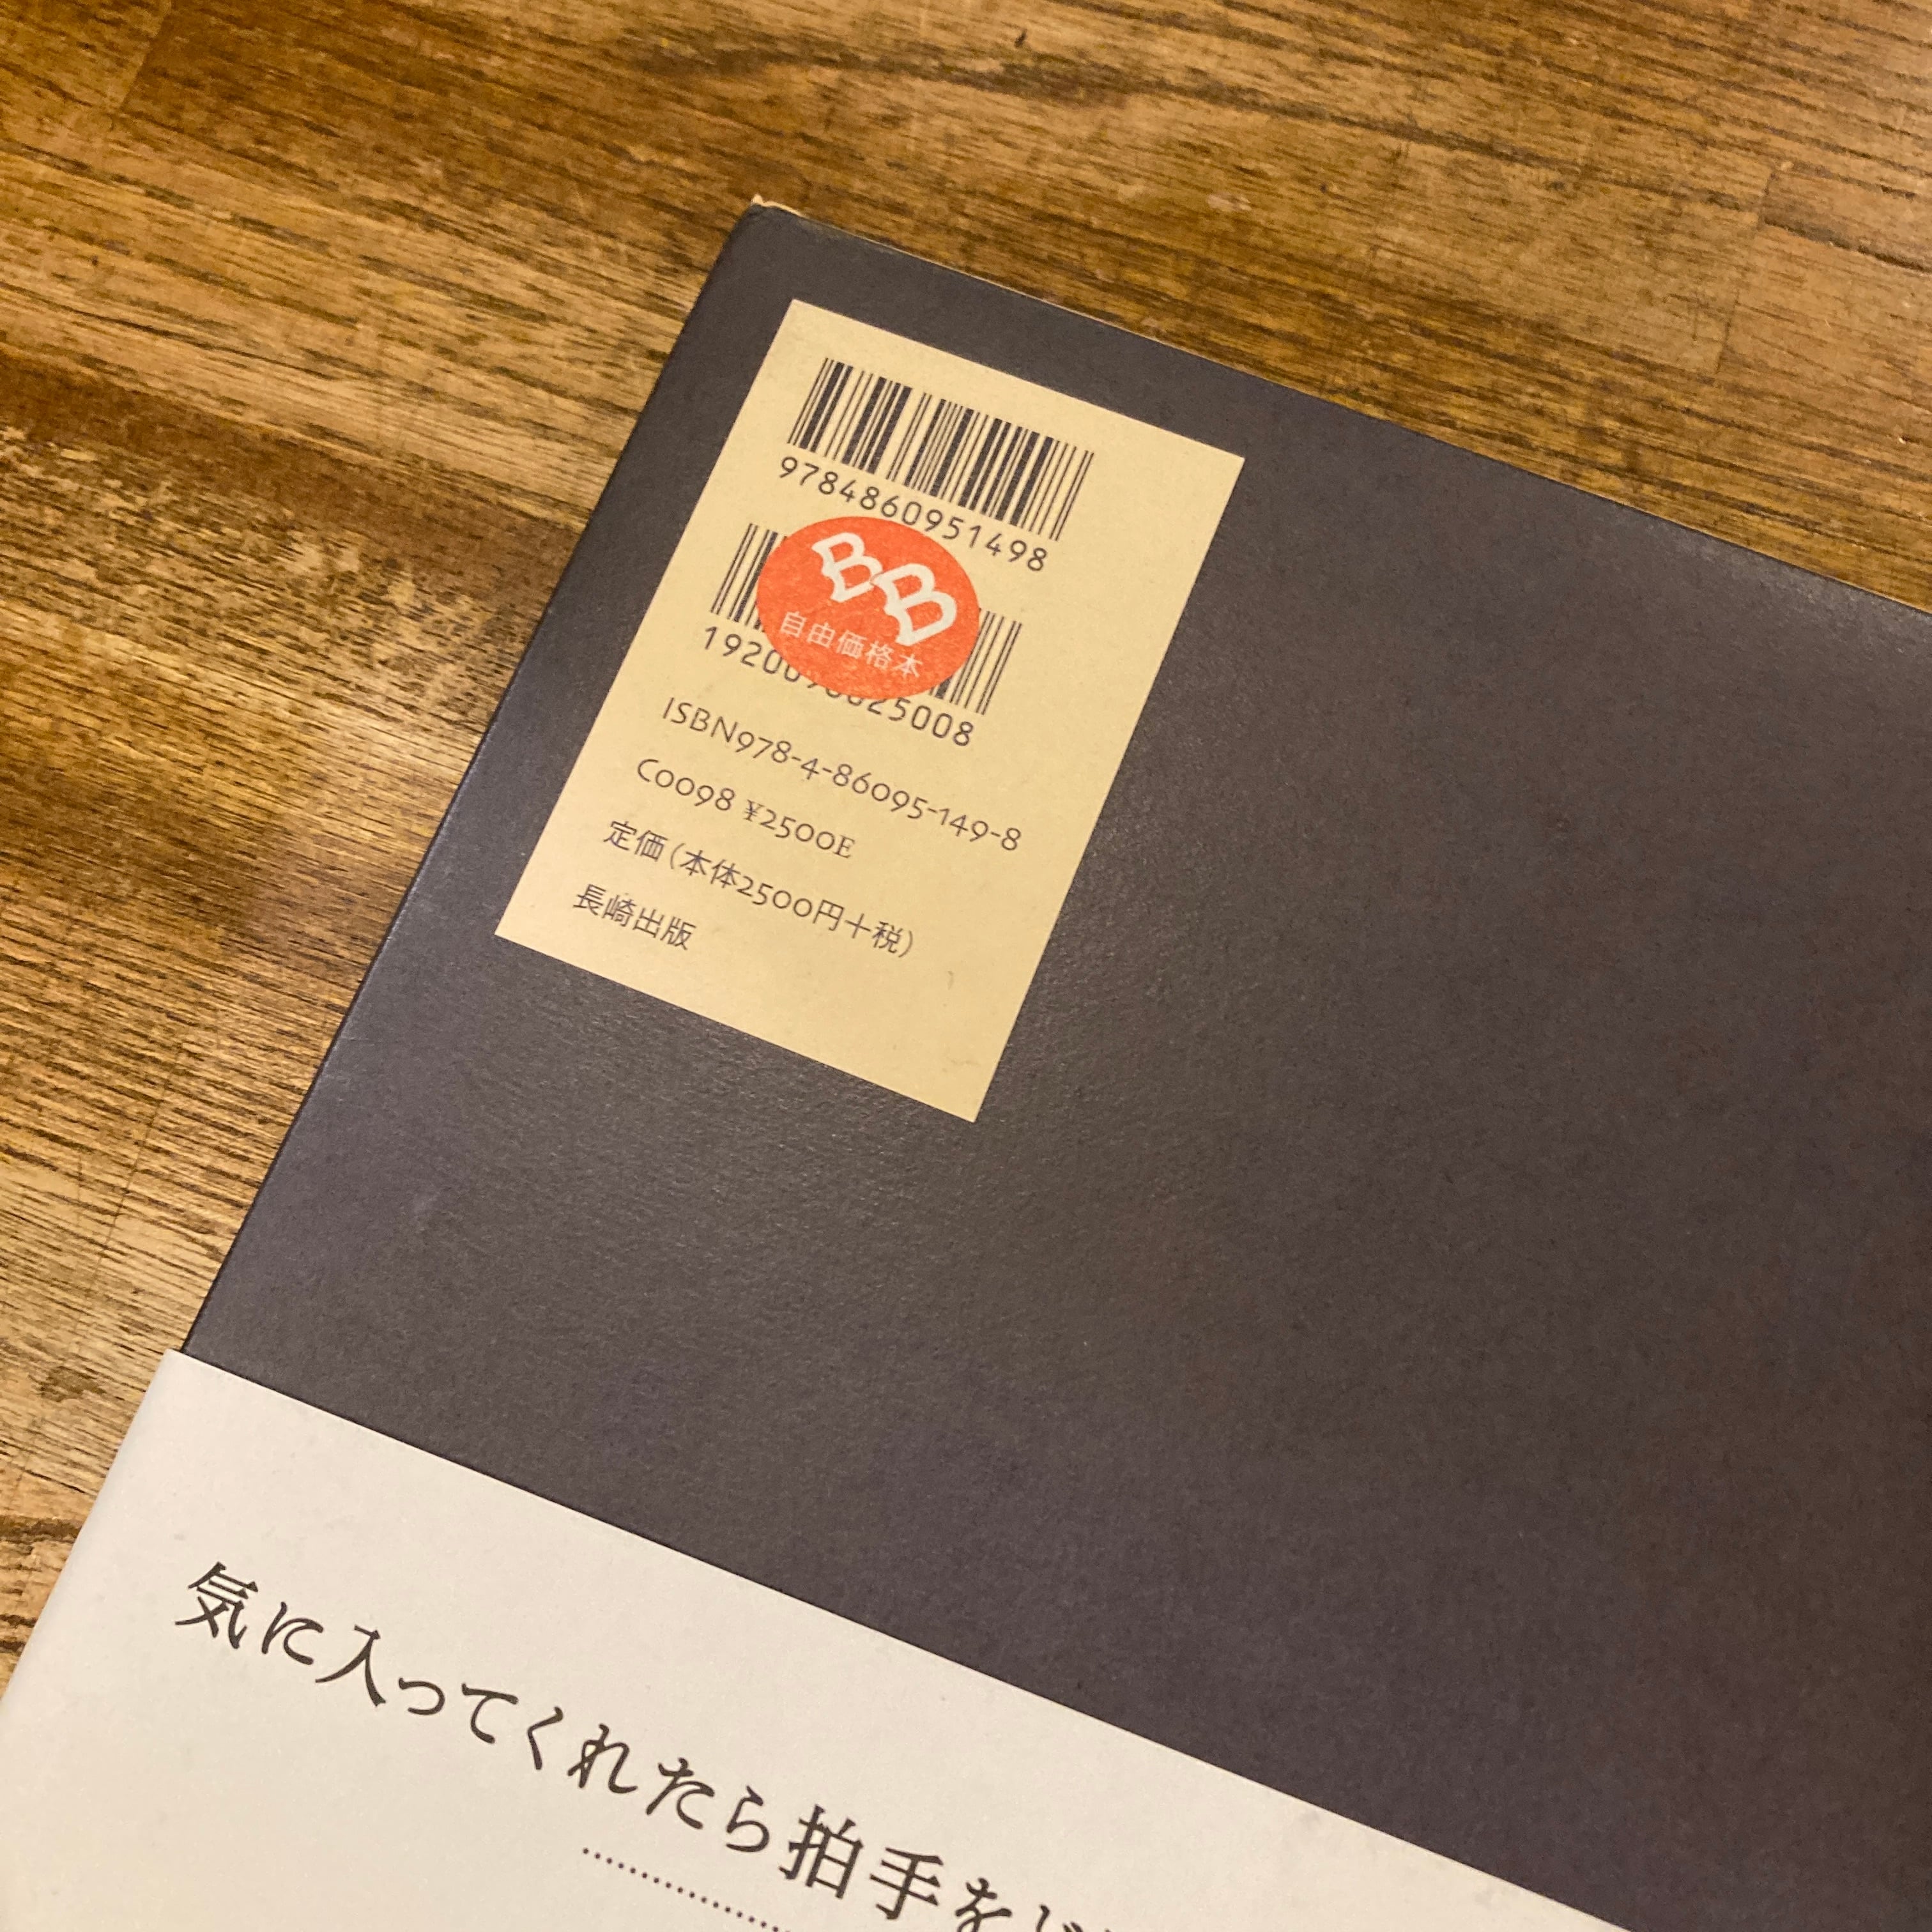 9784860951498
BB
自由価格本
ISBN978-4-86095-149-8
C0098 ¥2500E
定価(本体2500円+税)
長崎出版
気に入ってくれたら拍手を